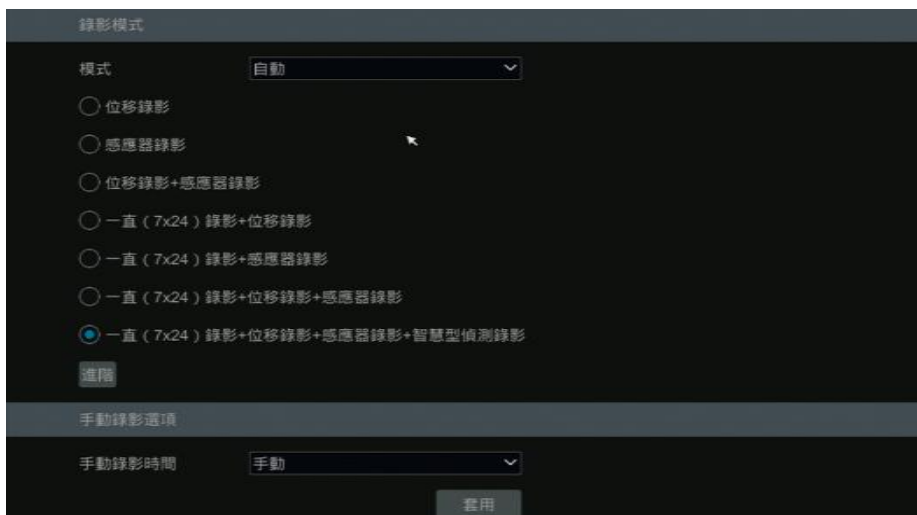 錄影模式
模式 自動
位移錄影
感應器錄影
位移錄影+感應器錄影
一直 ( 7x24 ) 錄影+位移錄影
一直 ( 7x24 ) 錄影+感應器錄影
一直 ( 7x24 ) 錄影+位移錄影+感應器錄影
一直 ( 7x24 ) 錄影+位移錄影+感應器錄影+智慧型偵測錄影
進階
手動錄影選項
手動錄影時間 手動
套用